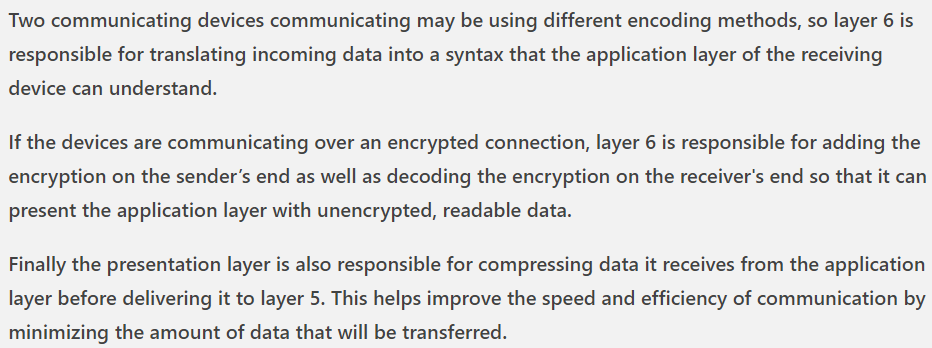 Two communicating devices communicating may be using different encoding methods, so layer 6 is
responsible for translating incoming data into a syntax that the application layer of the receiving
device can understand.
If the devices are communicating over an encrypted connection, layer 6 is responsible for adding the
encryption on the sender’s end as well as decoding the encryption on the receiver's end so that it can
present the application layer with unencrypted, readable data.
Finally the presentation layer is also responsible for compressing data it receives from the application
layer before delivering it to layer 5. This helps improve the speed and efficiency of communication by
minimizing the amount of data that will be transferred.